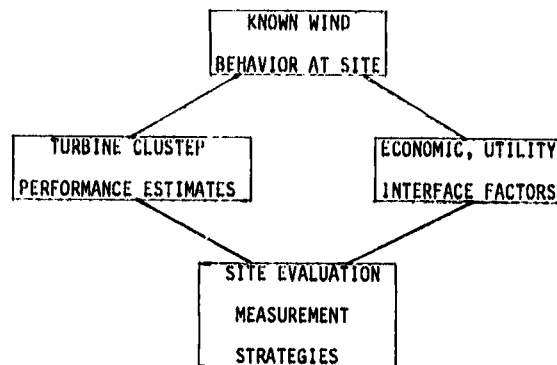 KNOWN WIND
BEHAVIOR AT SITE
TURBINE CLUSTEP
PERFORMANCE ESTIMATES
ECONOMIC, UTILITY
INTERFACE FACTORS
SITE EVALUATION
MEASUREMENT
STRATEGIES